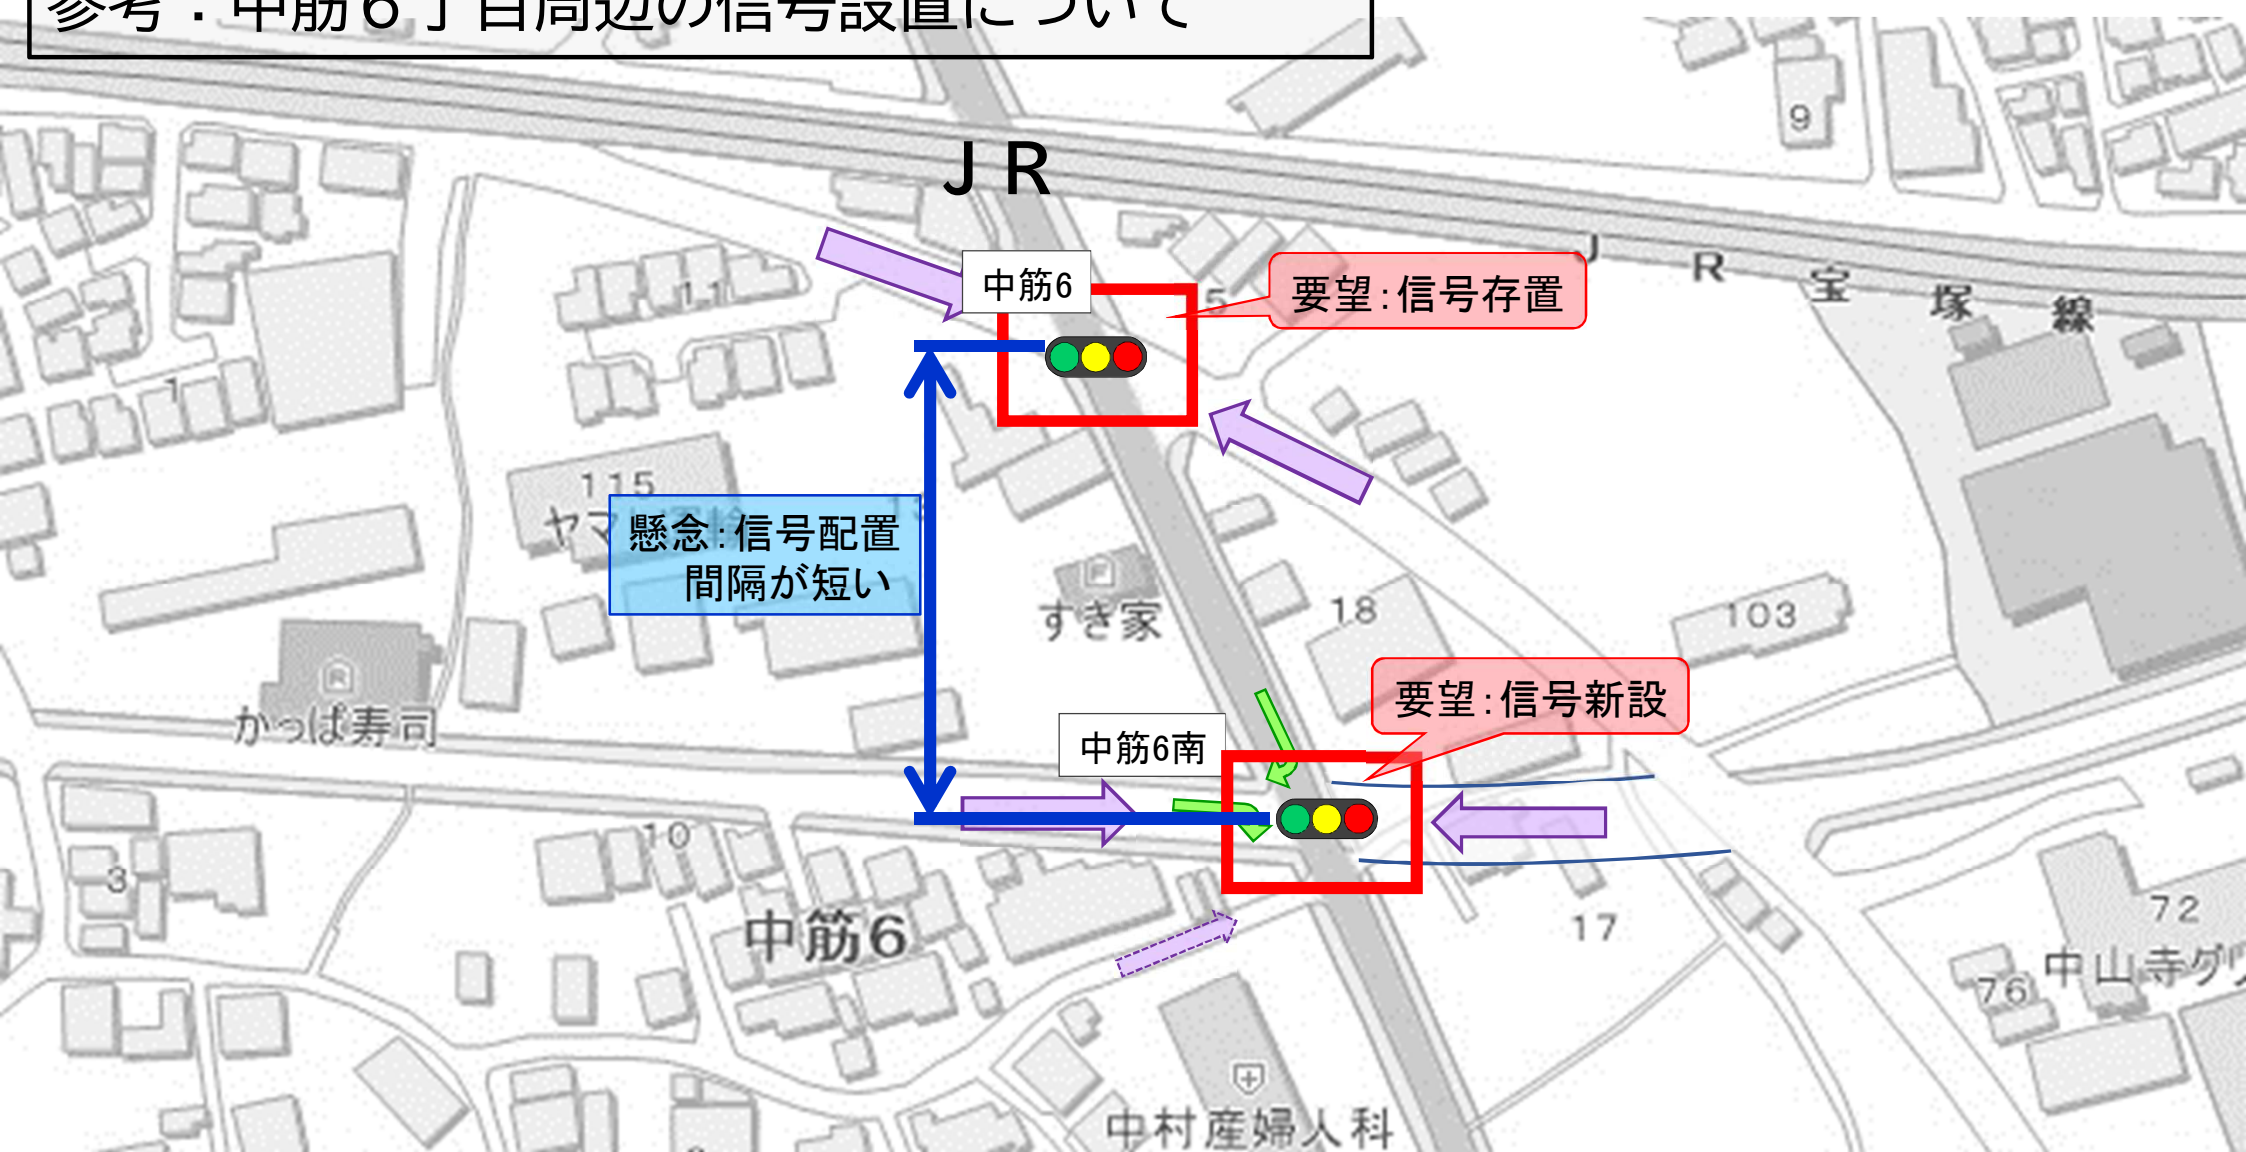 参考：中筋６丁目周辺の信号設置について
ＪＲ
9
中筋6
要望：信号存置
5
J R 宝塚線
11
1
115
懸念：信号配置
間隔が短い
すき家
18
103
要望：信号新設
かっぱ寿司
中筋6南
10
3
中筋6
17
72
中山寺グリ
76
中村産婦人科